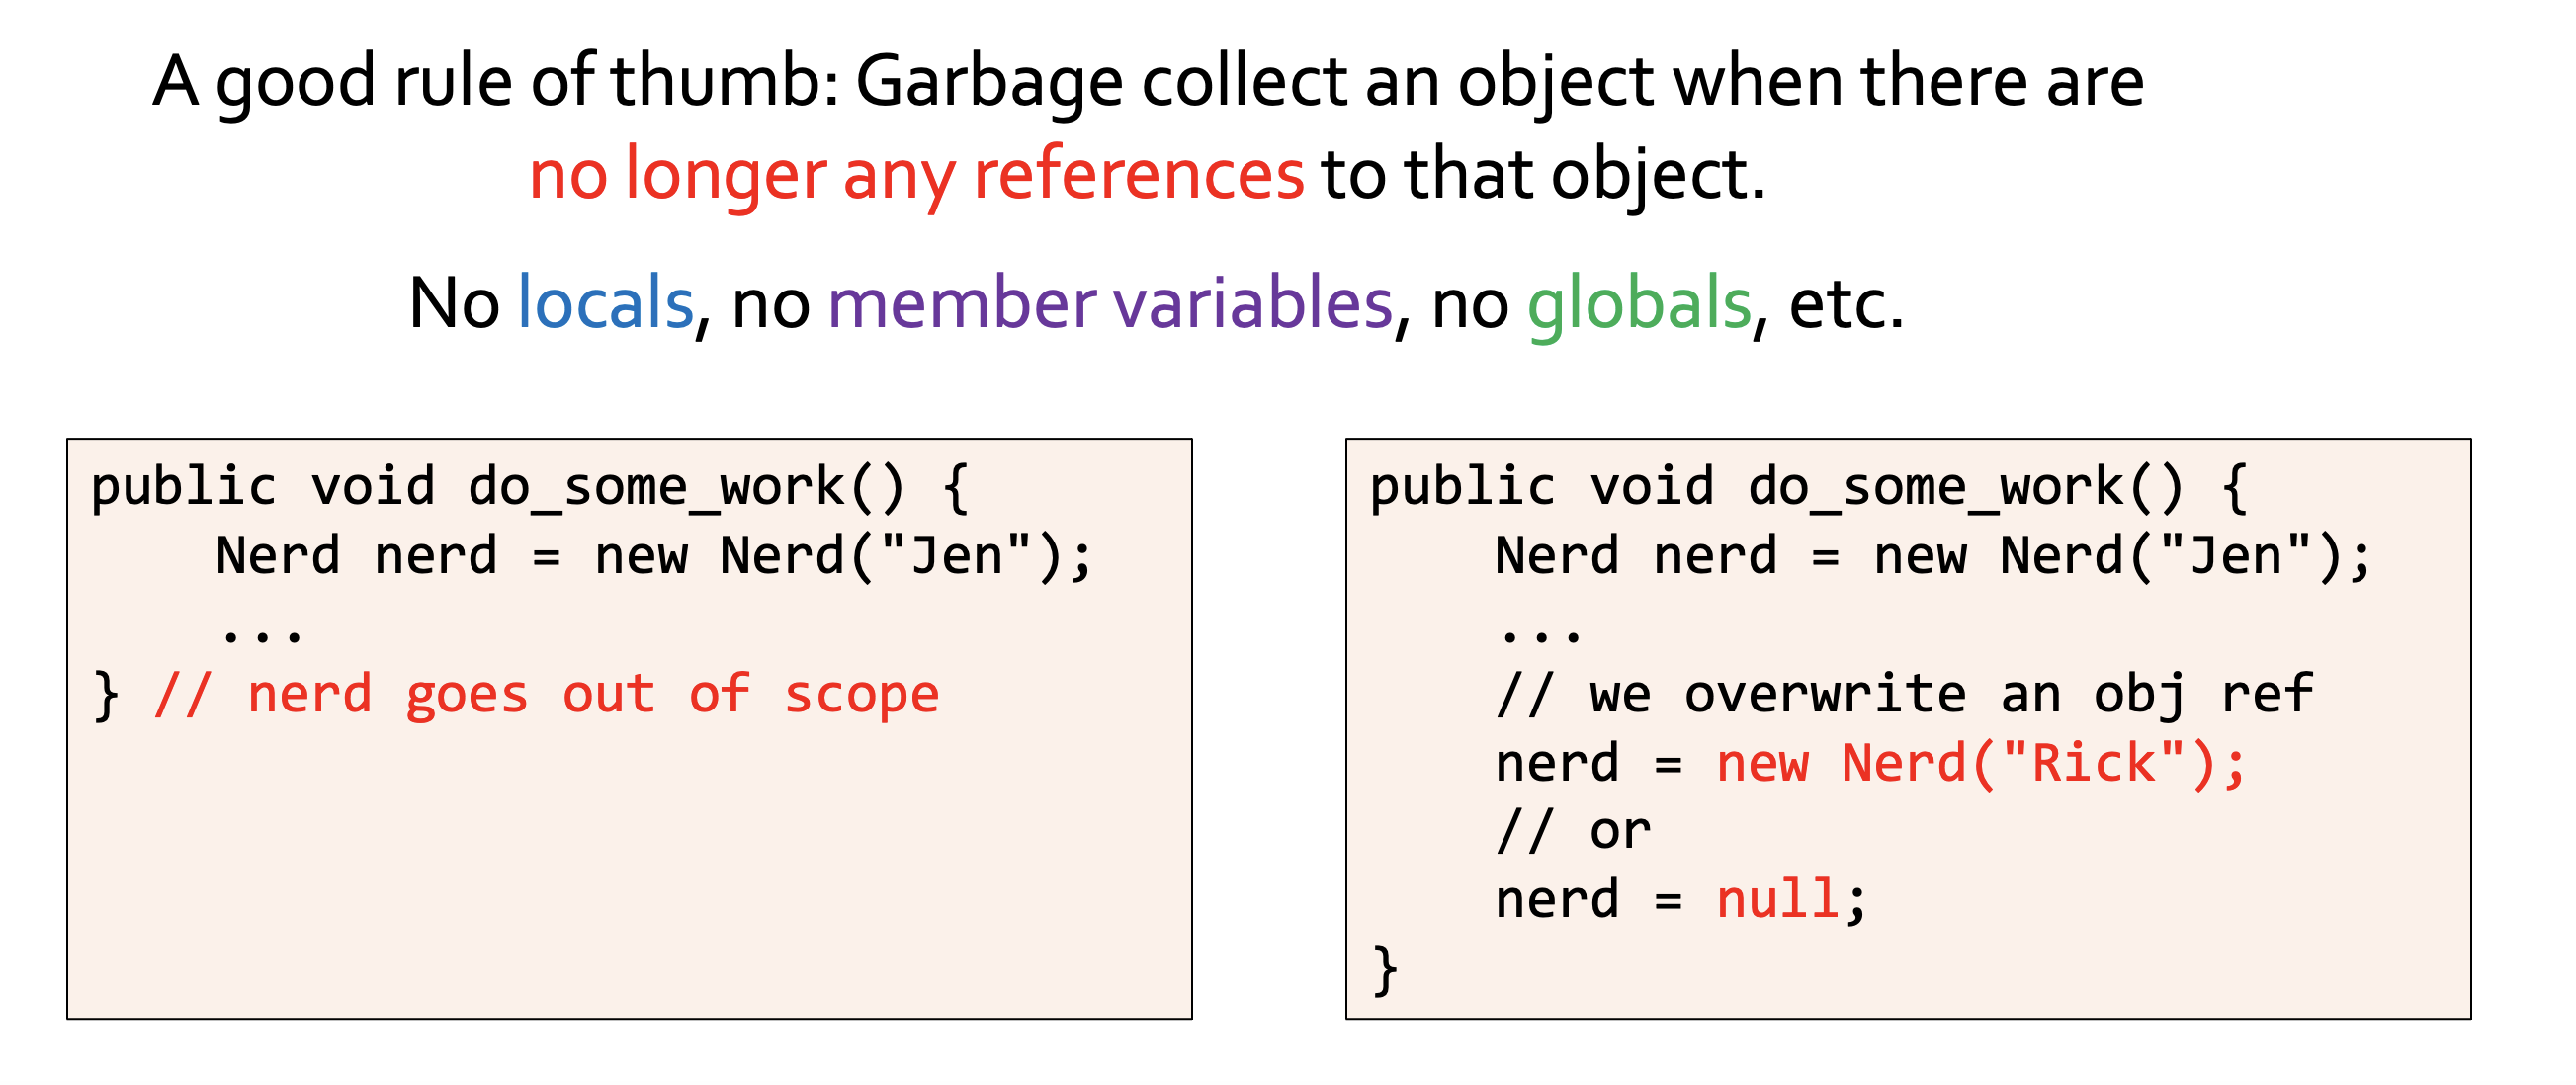 A good rule of thumb: Garbage collect an object when there are
no longer any references to that object.
No locals, no member variables, no globals, etc.
public void do_some_work() {
    Nerd nerd = new Nerd("Jen");
    ...
} // nerd goes out of scope
public void do_some_work() {
    Nerd nerd = new Nerd("Jen");
    ...
    // we overwrite an obj ref
    nerd = new Nerd("Rick");
    // or
    nerd = null;
}